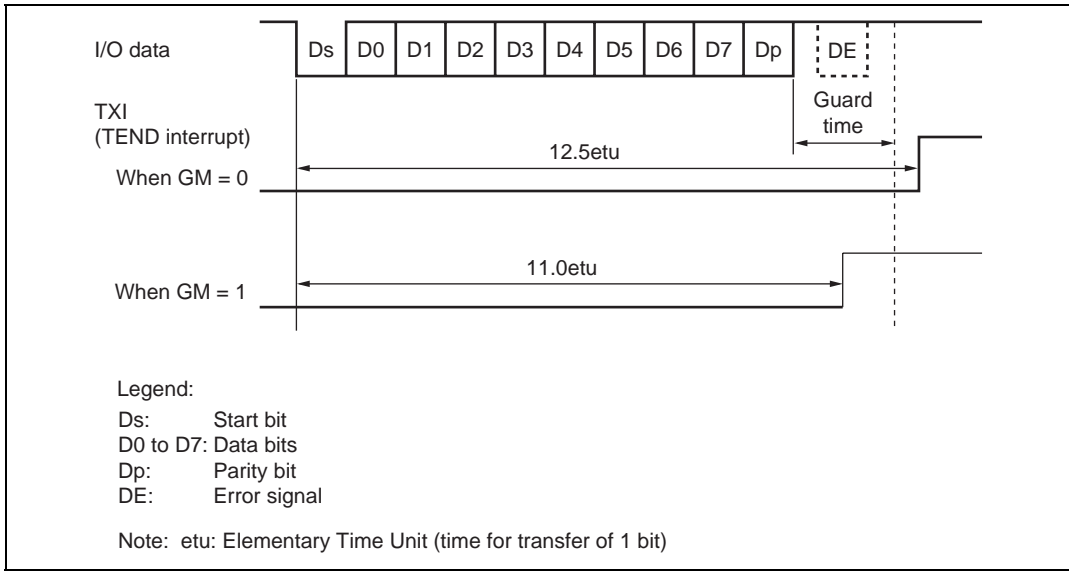 I/O data
Ds D0 D1 D2 D3 D4 D5 D6 D7 Dp DE
Guard
time
TXI
(TEND interrupt)
12.5etu
When GM = 0
11.0etu
When GM = 1
Legend:
Ds: Start bit
D0 to D7: Data bits
Dp: Parity bit
DE: Error signal
Note: etu: Elementary Time Unit (time for transfer of 1 bit)